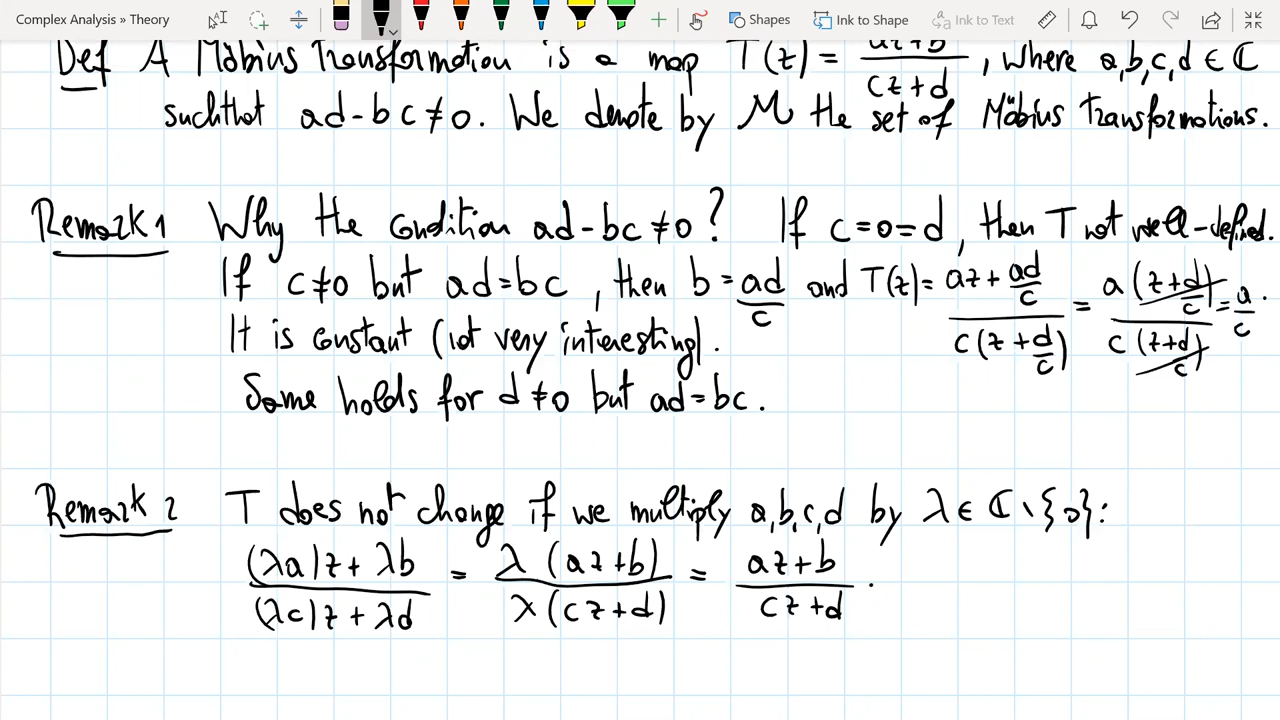 Complex Analysis » Theory
Shapes
Ink to Shape
Ink to Text
Def A Möbius Transformation is a map T(z) = az+b / cz+d, where a,b,c,d ∈ ℂ
such that ad-bc≠0. We denote by M the set of Möbius Transformations.
Remark 1 Why the condition ad-bc≠0? If c=0=d, then T not well-defined.
If c≠0 but ad=bc, then b = ad/c and T(z) = (az + ad/c) / (c(z + d/c)) = (a(z+d/c)) / (c(z+d/c)) = a/c.
It is constant (not very interesting).
Same holds for d≠0 but ad=bc.
Remark 2 T does not change if we multiply a,b,c,d by λ ∈ ℂ\{0}:
((λa)z + λb) / ((λc)z + λd) = (λ(az+b)) / (λ(cz+d)) = (az+b) / (cz+d).